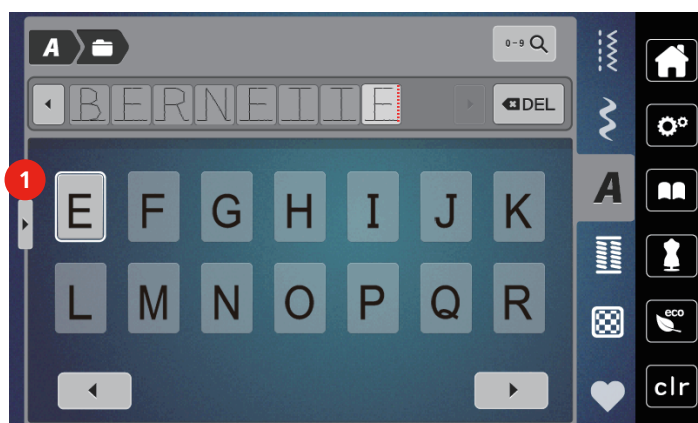 A 0-9
BERNETTE DEL
1
A
E F G H I J K
L M N O P Q R
eco
clr